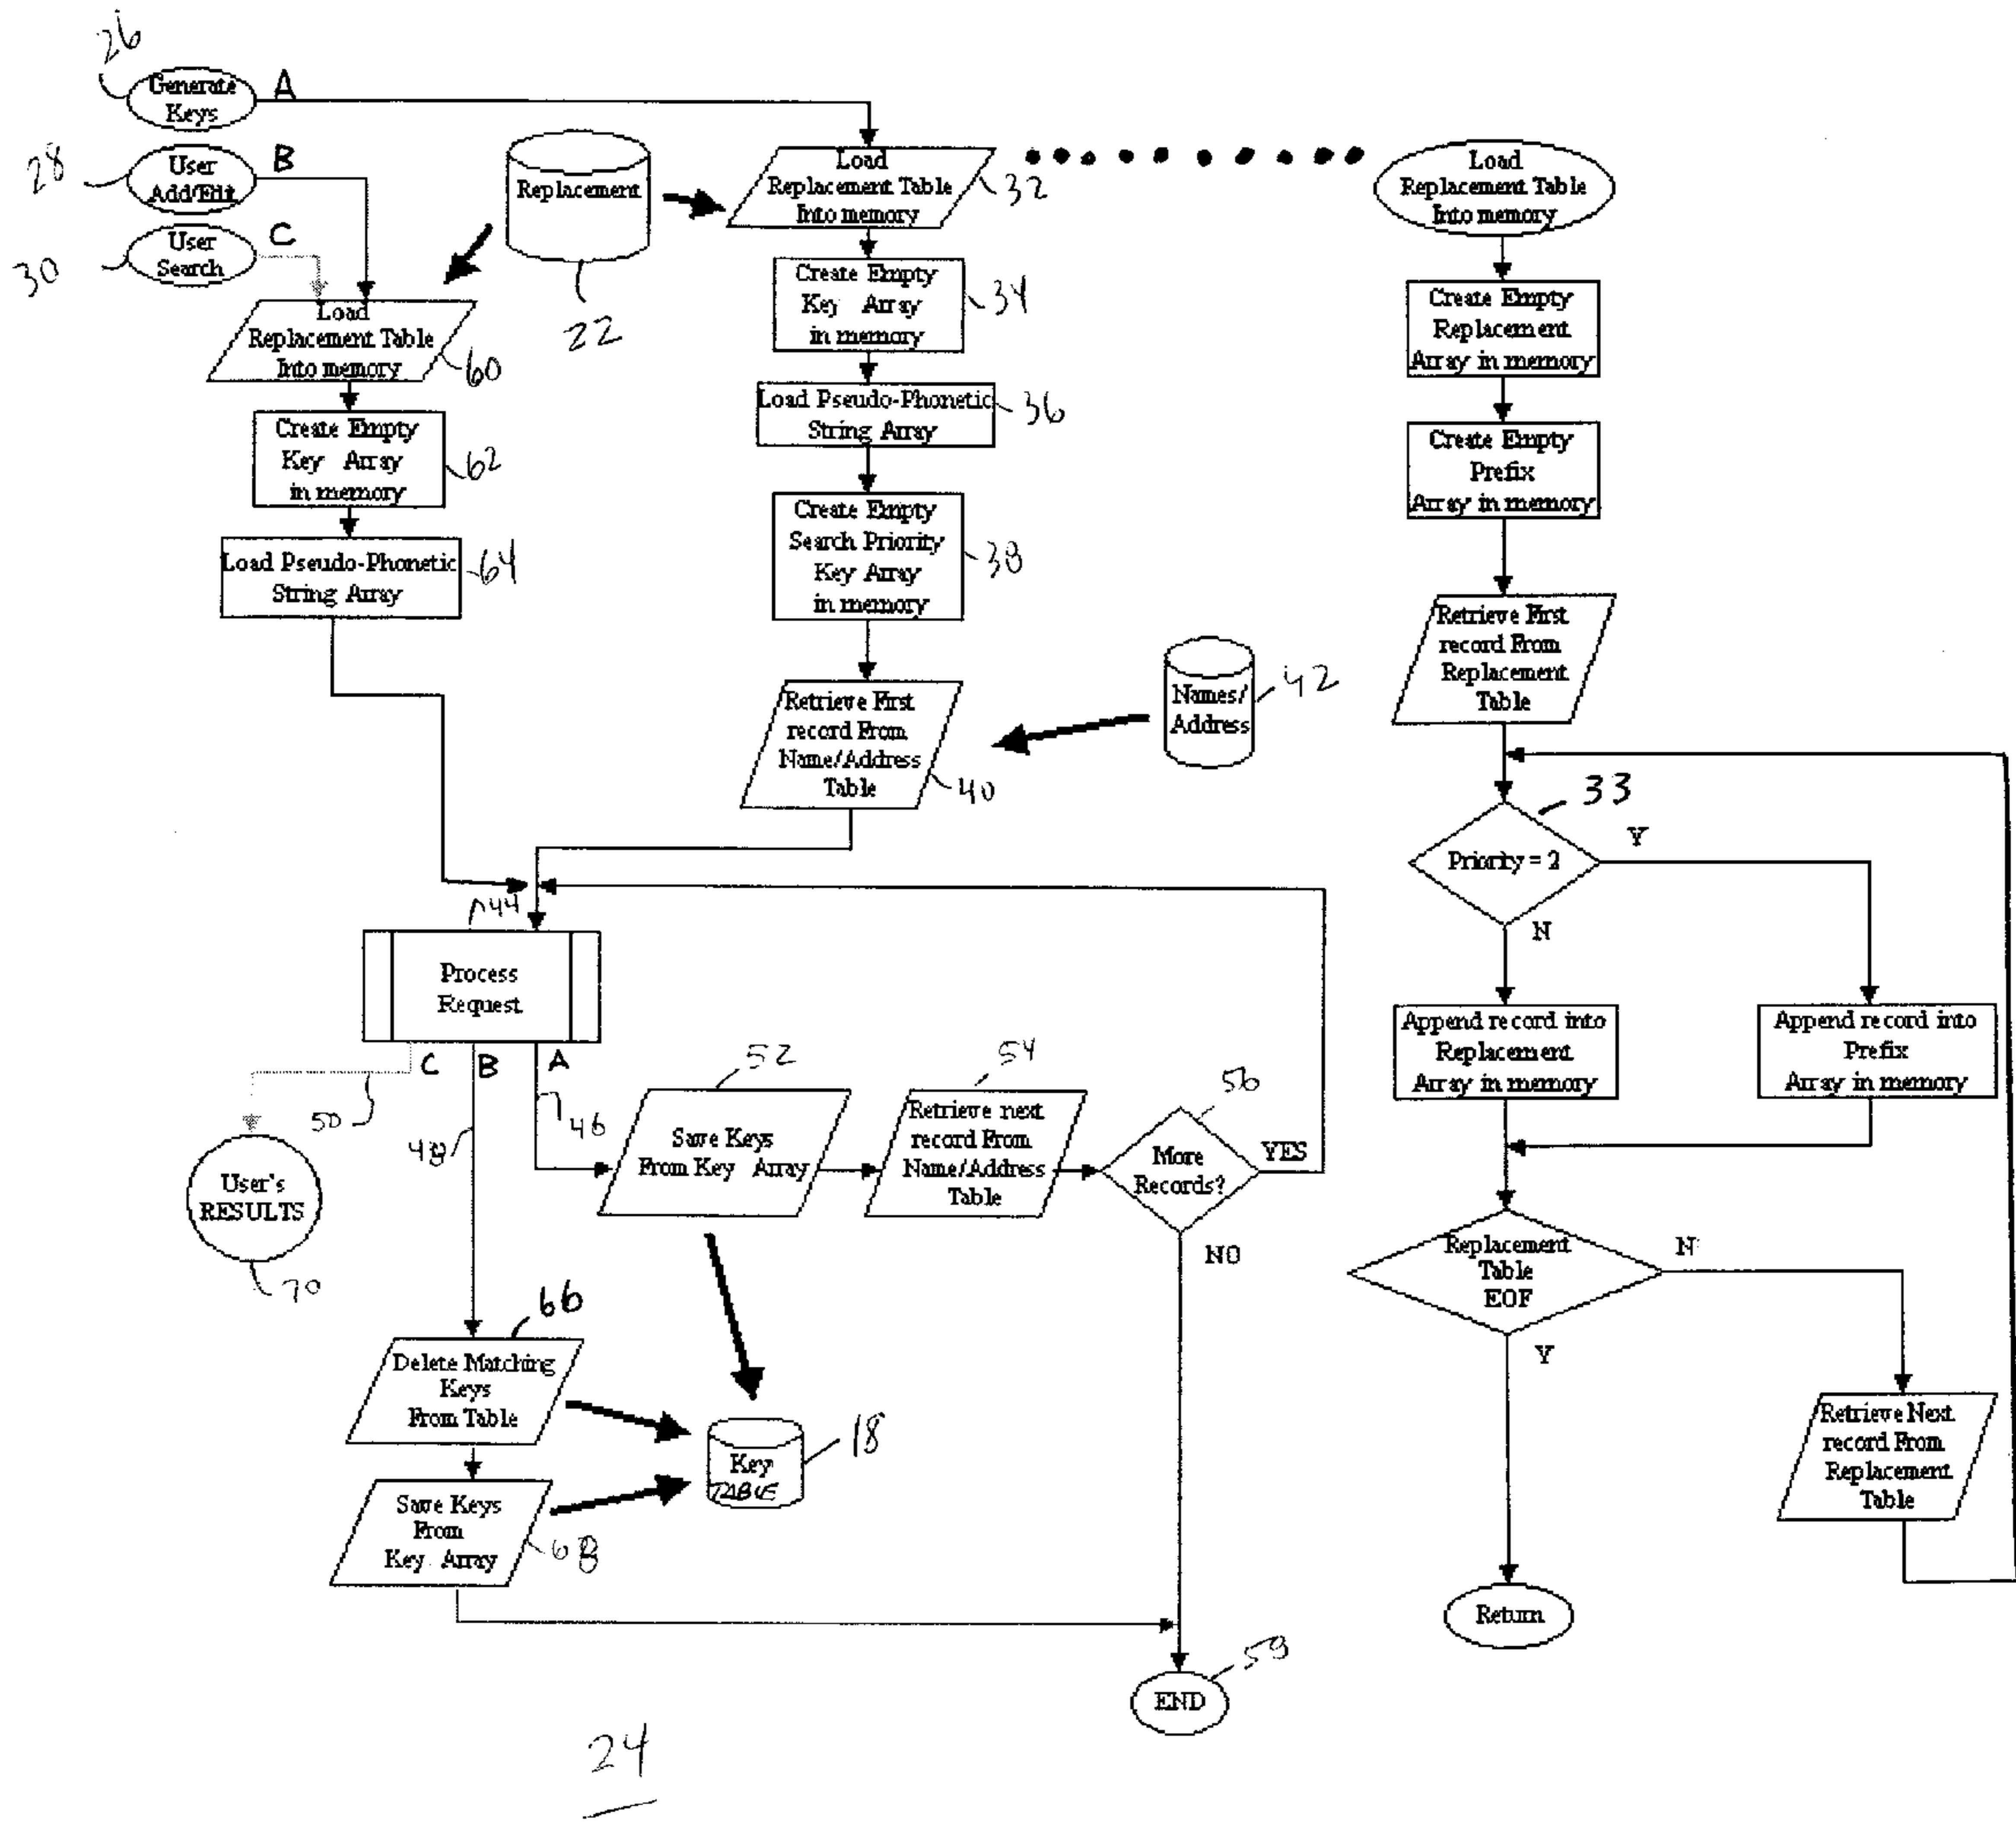 26
Generate
Keys
A
28
User
Add/Edit
B
30
User
Search
C
Replacement
22
Load
Replacement Table
Into memory
32
Load
Replacement Table
Into memory
Load
Replacement Table
Into memory
60
Create Empty
Key Array
in memory
34
Create Empty
Replacement
Array in memory
Create Empty
Key Array
in memory
62
Load Pseudo-Phonetic
String Array
36
Create Empty
Prefix
Array in memory
Load Pseudo-Phonetic
String Array
64
Create Empty
Search Priority
Key Array
in memory
38
Retrieve First
record From
Replacement
Table
Retrieve First
record From
Name/Address
Table
40
Names/
Address
42
33
Priority = 2
Y
N
44
Process
Request
C
B
A
50
48
46
Append record into
Replacement
Array in memory
Append record into
Prefix
Array in memory
52
Save Keys
From Key Array
54
Retrieve next
record From
Name/Address
Table
56
More
Records?
YES
NO
User's
RESULTS
70
Replacement
Table
EOF
N
Y
66
Delete Matching
Keys
From Table
Key
TABLE
18
Retrieve Next
record From
Replacement
Table
Save Keys
From
Key Array
68
Return
END
24